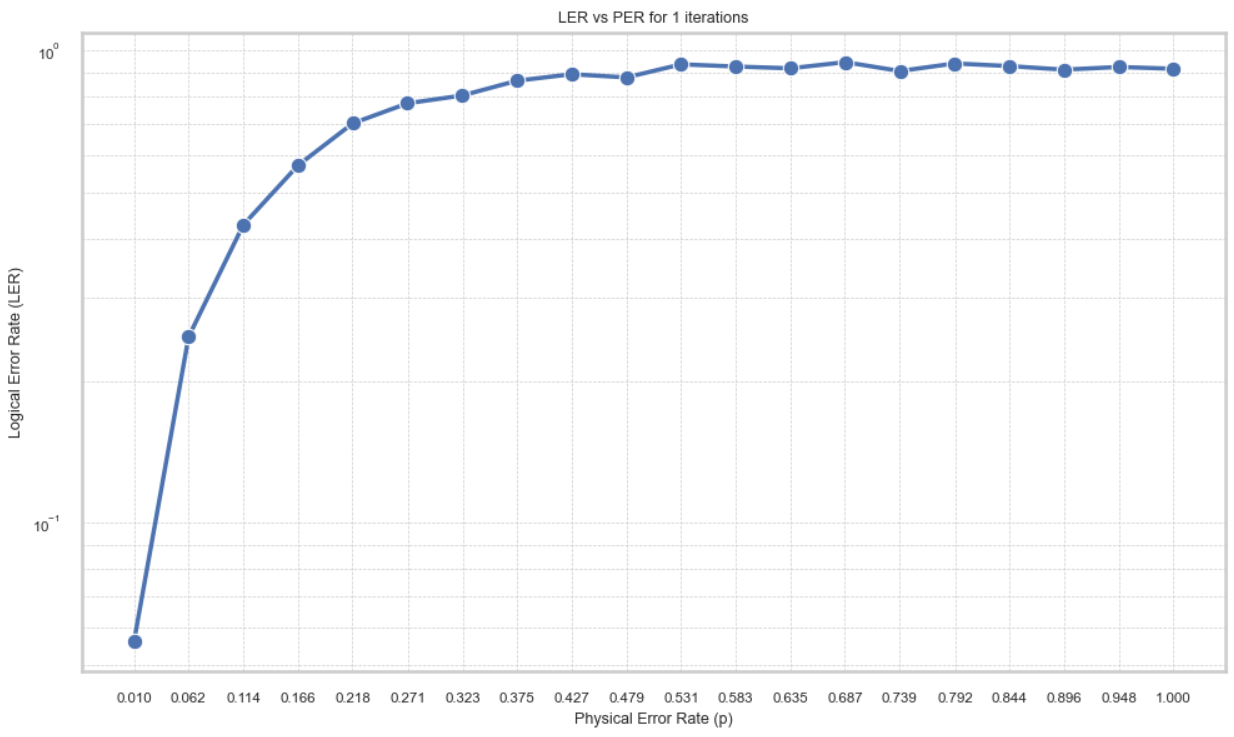 LER vs PER for 1 iterations
10⁰
10⁻¹
Logical Error Rate (LER)
0.010 0.062 0.114 0.166 0.218 0.271 0.323 0.375 0.427 0.479 0.531 0.583 0.635 0.687 0.739 0.792 0.844 0.896 0.948 1.000
Physical Error Rate (p)